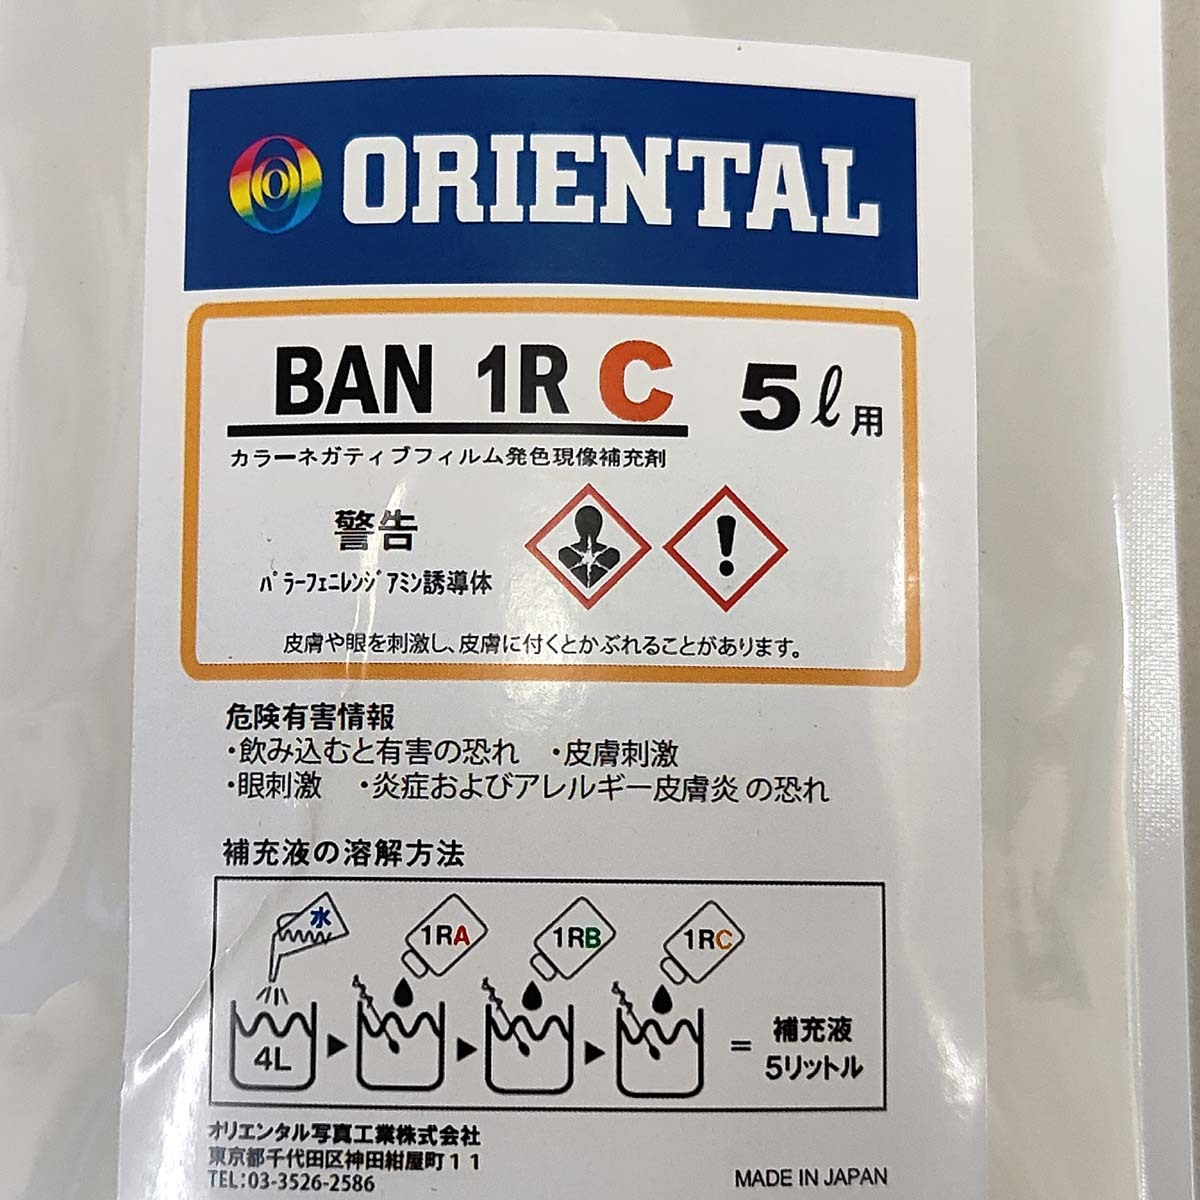 ORIENTAL
BAN 1R C 5ℓ用
カラーネガティブフィルム発色現像補充剤
警告
ﾊﾟﾗｰﾌｪﾆﾚﾝｼﾞｱﾐﾝ誘導体
皮膚や眼を刺激し、皮膚に付くとかぶれることがあります。
危険有害情報
・飲み込むと有害の恐れ ・皮膚刺激
・眼刺激 ・炎症およびアレルギー皮膚炎の恐れ
補充液の溶解方法
水 1RA 1RB 1RC
4L = 補充液
5リットル
オリエンタル写真工業株式会社
東京都千代田区神田紺屋町11
TEL:03-3526-2586
MADE IN JAPAN